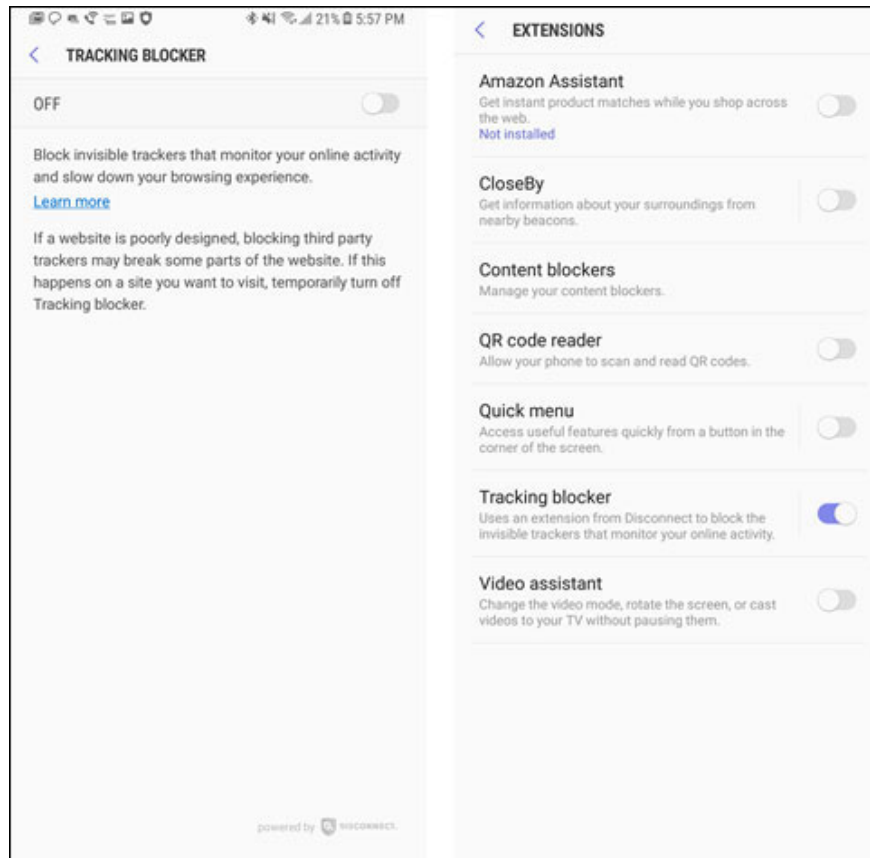 21% 5:57 PM
TRACKING BLOCKER
OFF
Block invisible trackers that monitor your online activity
and slow down your browsing experience.
Learn more
If a website is poorly designed, blocking third party
trackers may break some parts of the website. If this
happens on a site you want to visit, temporarily turn off
Tracking blocker.
powered by DISCONNECT.
EXTENSIONS
Amazon Assistant
Get instant product matches while you shop across
the web.
Not installed
CloseBy
Get information about your surroundings from
nearby beacons.
Content blockers
Manage your content blockers.
QR code reader
Allow your phone to scan and read QR codes.
Quick menu
Access useful features quickly from a button in the
corner of the screen.
Tracking blocker
Uses an extension from Disconnect to block the
invisible trackers that monitor your online activity.
Video assistant
Change the video mode, rotate the screen, or cast
videos to your TV without pausing them.